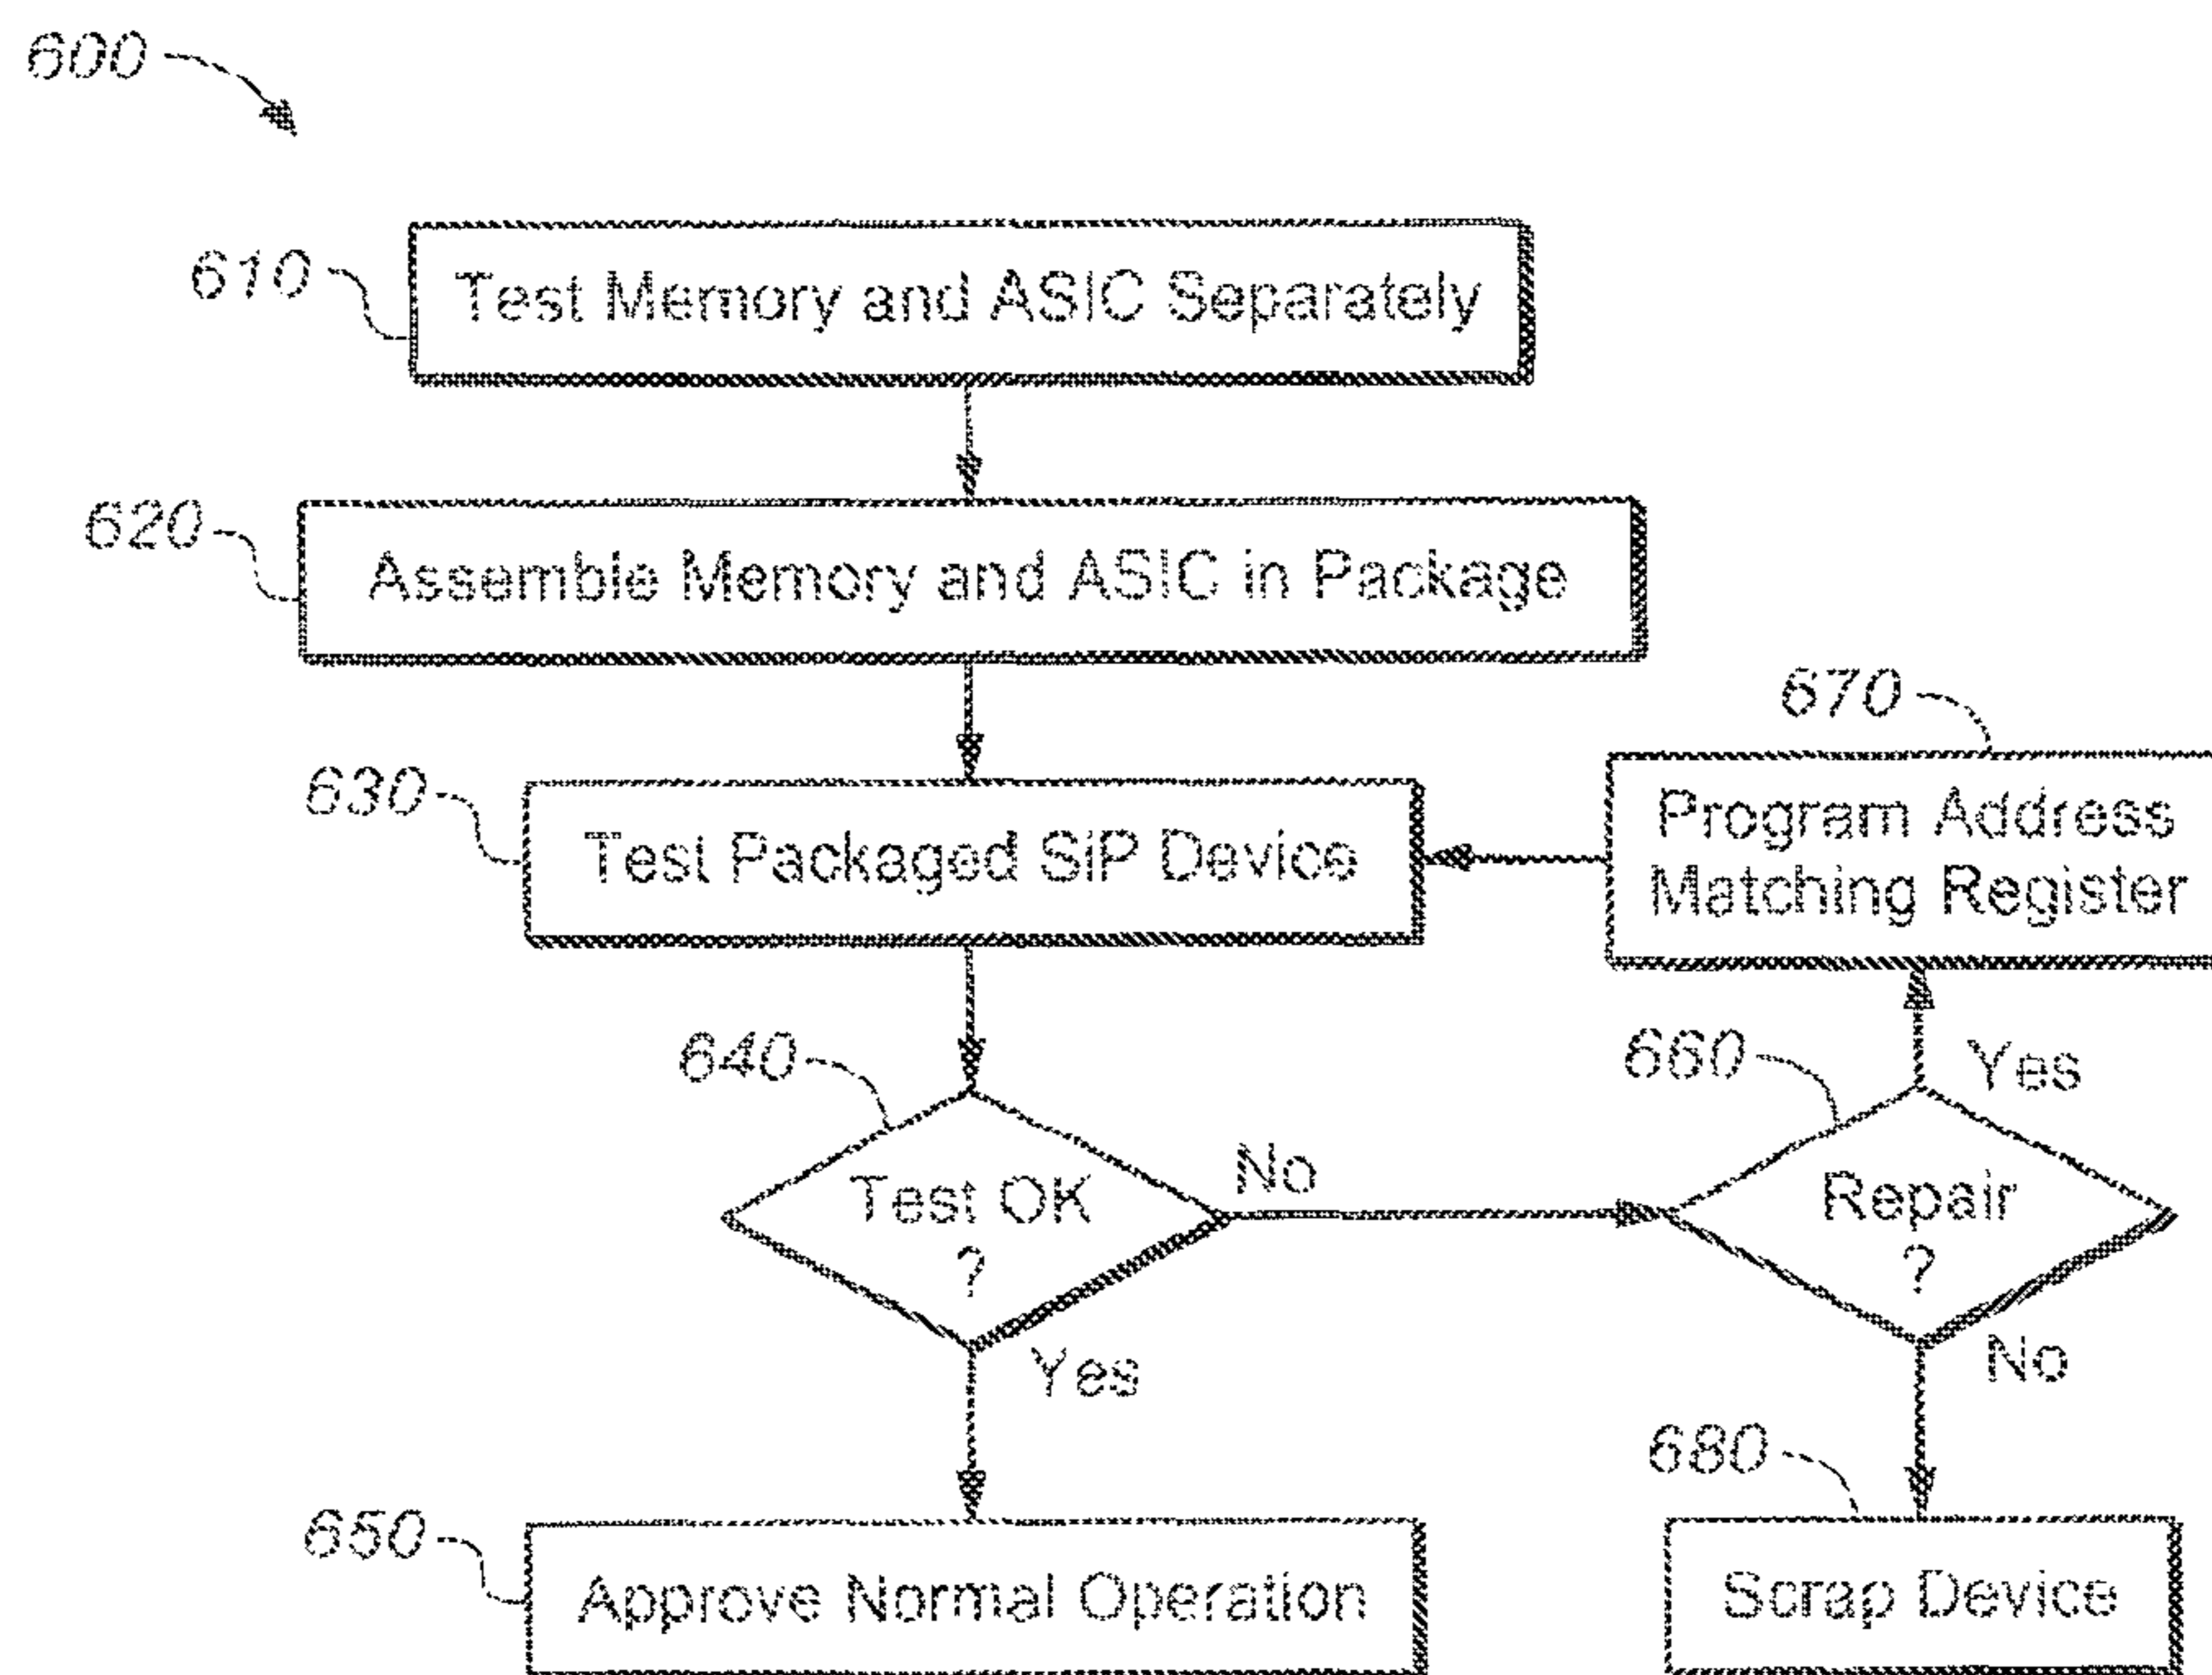 600
610
Test Memory and ASIC Separately
620
Assemble Memory and ASIC in Package
630
Test Packaged SiP Device
670
Program Address
Matching Register
640
Test OK
?
No
Yes
660
Repair
?
Yes
No
650
Approve Normal Operation
680
Scrap Device